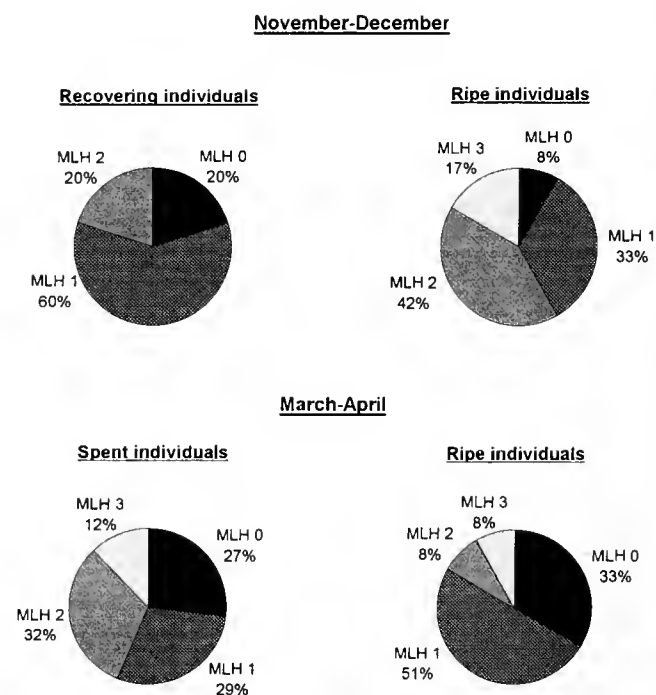 November-December
Recovering individuals
MLH 2
20%
MLH 0
20%
MLH 1
60%
Ripe individuals
MLH 3
17%
MLH 0
8%
MLH 1
33%
MLH 2
42%
March-April
Spent individuals
MLH 3
12%
MLH 0
27%
MLH 2
32%
MLH 1
29%
Ripe individuals
MLH 3
8%
MLH 2
8%
MLH 0
33%
MLH 1
51%